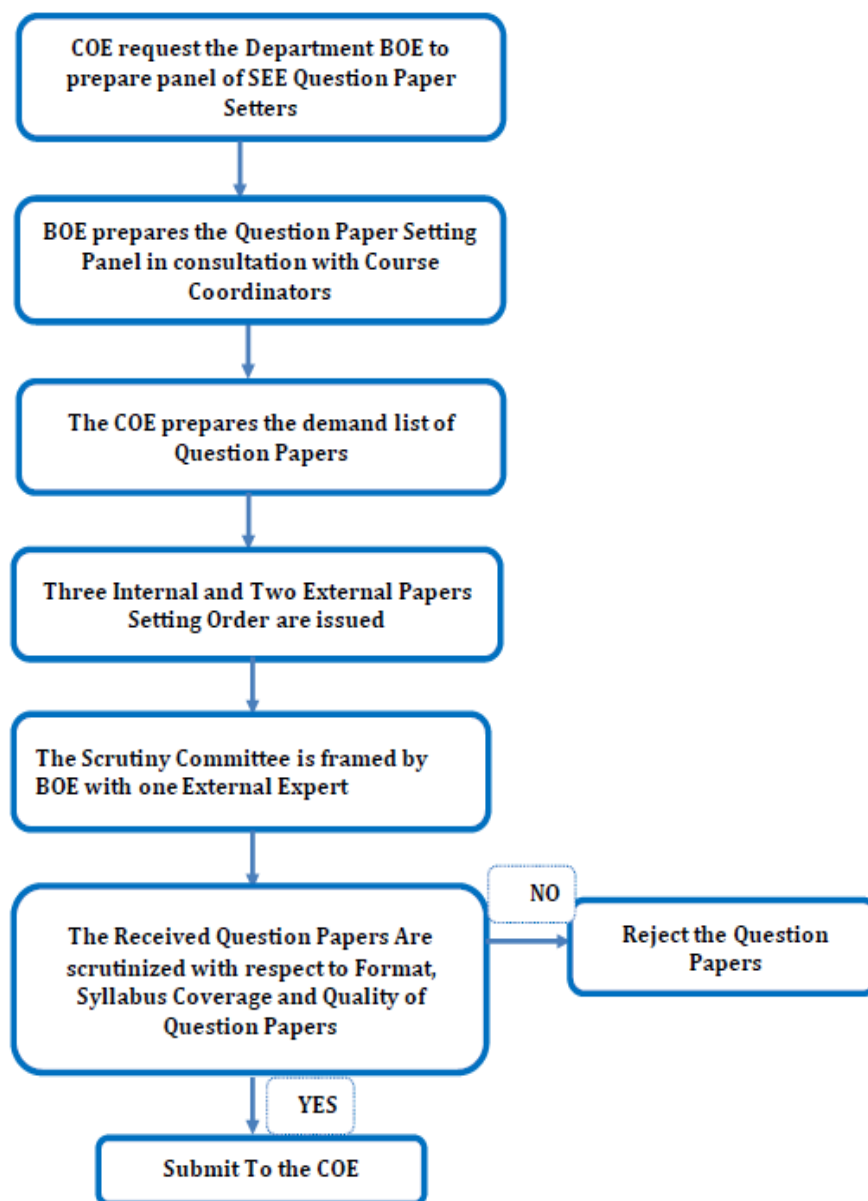 COE request the Department BOE to
prepare panel of SEE Question Paper
Setters
BOE prepares the Question Paper Setting
Panel in consultation with Course
Coordinators
The COE prepares the demand list of
Question Papers
Three Internal and Two External Papers
Setting Order are issued
The Scrutiny Committee is framed by
BOE with one External Expert
The Received Question Papers Are
scrutinized with respect to Format,
Syllabus Coverage and Quality of
Question Papers
NO
Reject the Question
Papers
YES
Submit To the COE